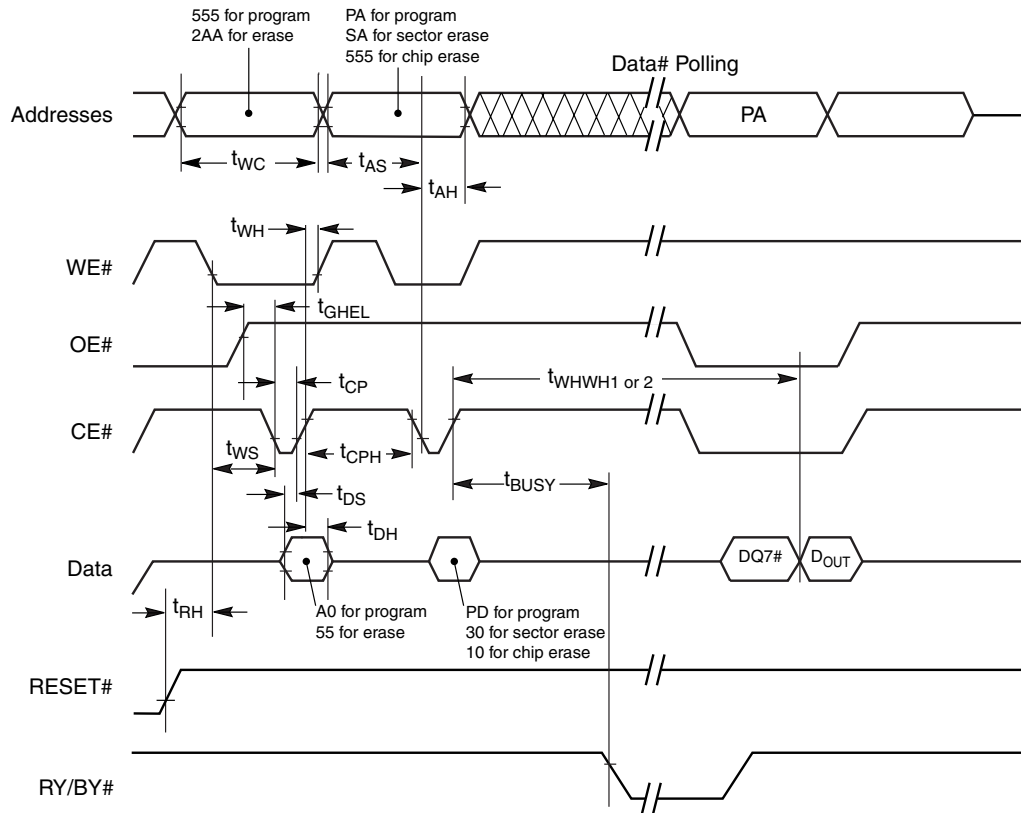 555 for program
2AA for erase
PA for program
SA for sector erase
555 for chip erase
Data# Polling
Addresses
PA
tWC
tAS
tAH
tWH
WE#
tGHEL
OE#
tWHWH1 or 2
tCP
CE#
tWS
tCPH
tBUSY
tDS
tDH
Data
DQ7#
DOUT
tRH
A0 for program
55 for erase
PD for program
30 for sector erase
10 for chip erase
RESET#
RY/BY#